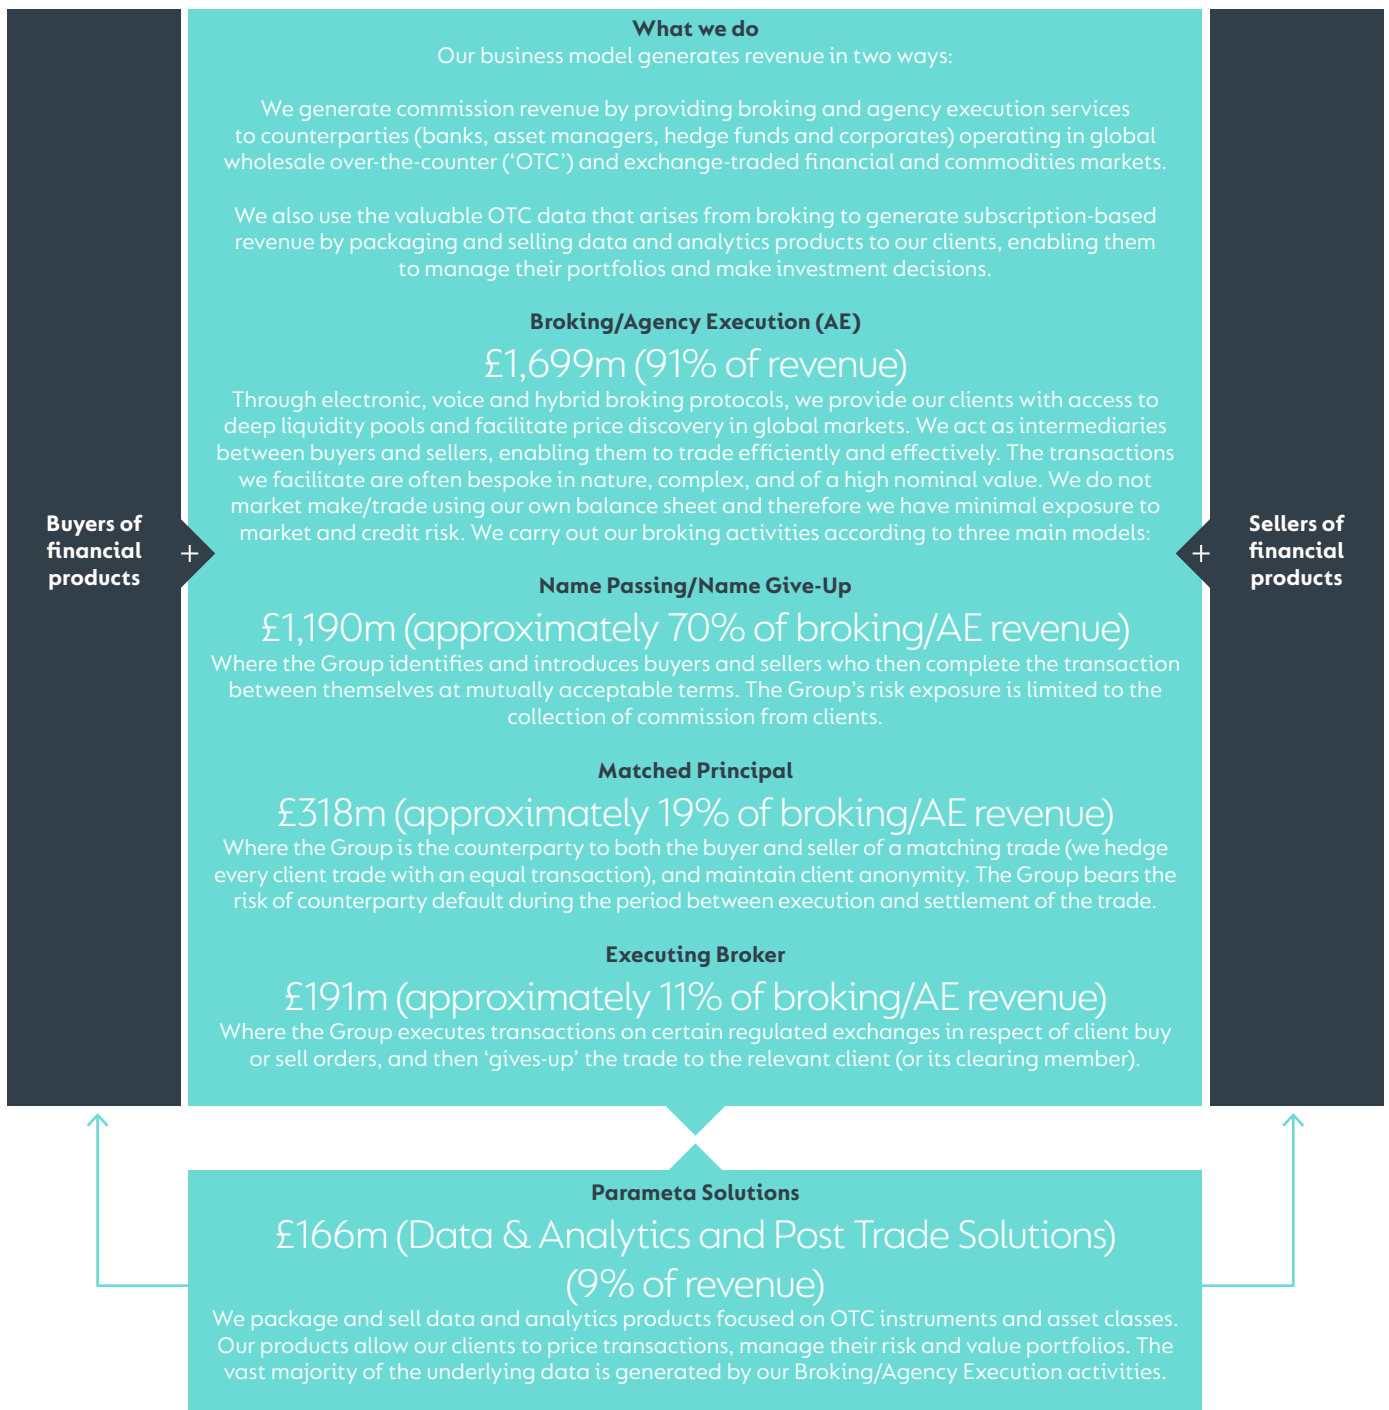 What we do
Our business model generates revenue in two ways:
We generate commission revenue by providing broking and agency execution services
to counterparties (banks, asset managers, hedge funds and corporates) operating in global
wholesale over-the-counter (‘OTC’) and exchange-traded financial and commodities markets.
We also use the valuable OTC data that arises from broking to generate subscription-based
revenue by packaging and selling data and analytics products to our clients, enabling them
to manage their portfolios and make investment decisions.
Broking/Agency Execution (AE)
£1,699m (91% of revenue)
Through electronic, voice and hybrid broking protocols, we provide our clients with access to
deep liquidity pools and facilitate price discovery in global markets. We act as intermediaries
between buyers and sellers, enabling them to trade efficiently and effectively. The transactions
we facilitate are often bespoke in nature, complex, and of a high nominal value. We do not
market make/trade using our own balance sheet and therefore we have minimal exposure to
market and credit risk. We carry out our broking activities according to three main models:
Buyers of
financial
products
+
+
Sellers of
financial
products
Name Passing/Name Give-Up
£1,190m (approximately 70% of broking/AE revenue)
Where the Group identifies and introduces buyers and sellers who then complete the transaction
between themselves at mutually acceptable terms. The Group’s risk exposure is limited to the
collection of commission from clients.
Matched Principal
£318m (approximately 19% of broking/AE revenue)
Where the Group is the counterparty to both the buyer and seller of a matching trade (we hedge
every client trade with an equal transaction), and maintain client anonymity. The Group bears the
risk of counterparty default during the period between execution and settlement of the trade.
Executing Broker
£191m (approximately 11% of broking/AE revenue)
Where the Group executes transactions on certain regulated exchanges in respect of client buy
or sell orders, and then ‘gives-up’ the trade to the relevant client (or its clearing member).
Parameta Solutions
£166m (Data & Analytics and Post Trade Solutions)
(9% of revenue)
We package and sell data and analytics products focused on OTC instruments and asset classes.
Our products allow our clients to price transactions, manage their risk and value portfolios. The
vast majority of the underlying data is generated by our Broking/Agency Execution activities.